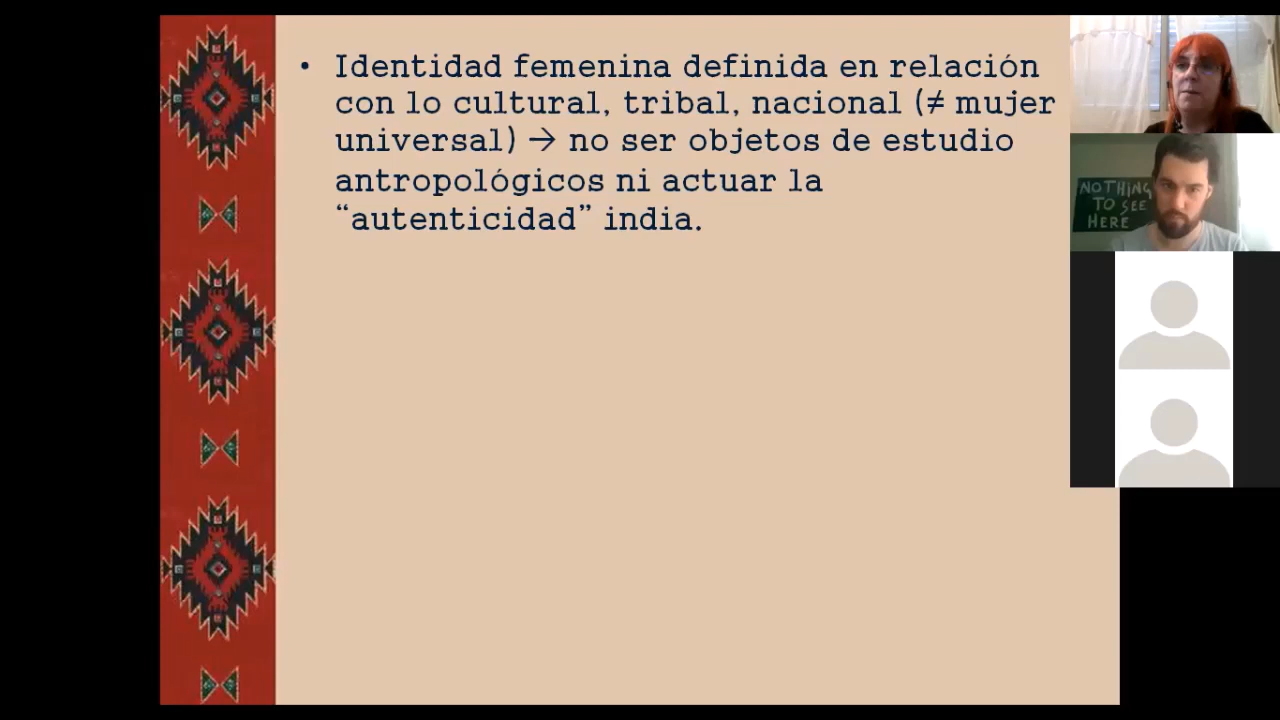 • Identidad femenina definida en relación
con lo cultural, tribal, nacional (≠ mujer
universal) → no ser objetos de estudio
antropológicos ni actuar la
“autenticidad” india.
NOTHING
TO SEE
HERE